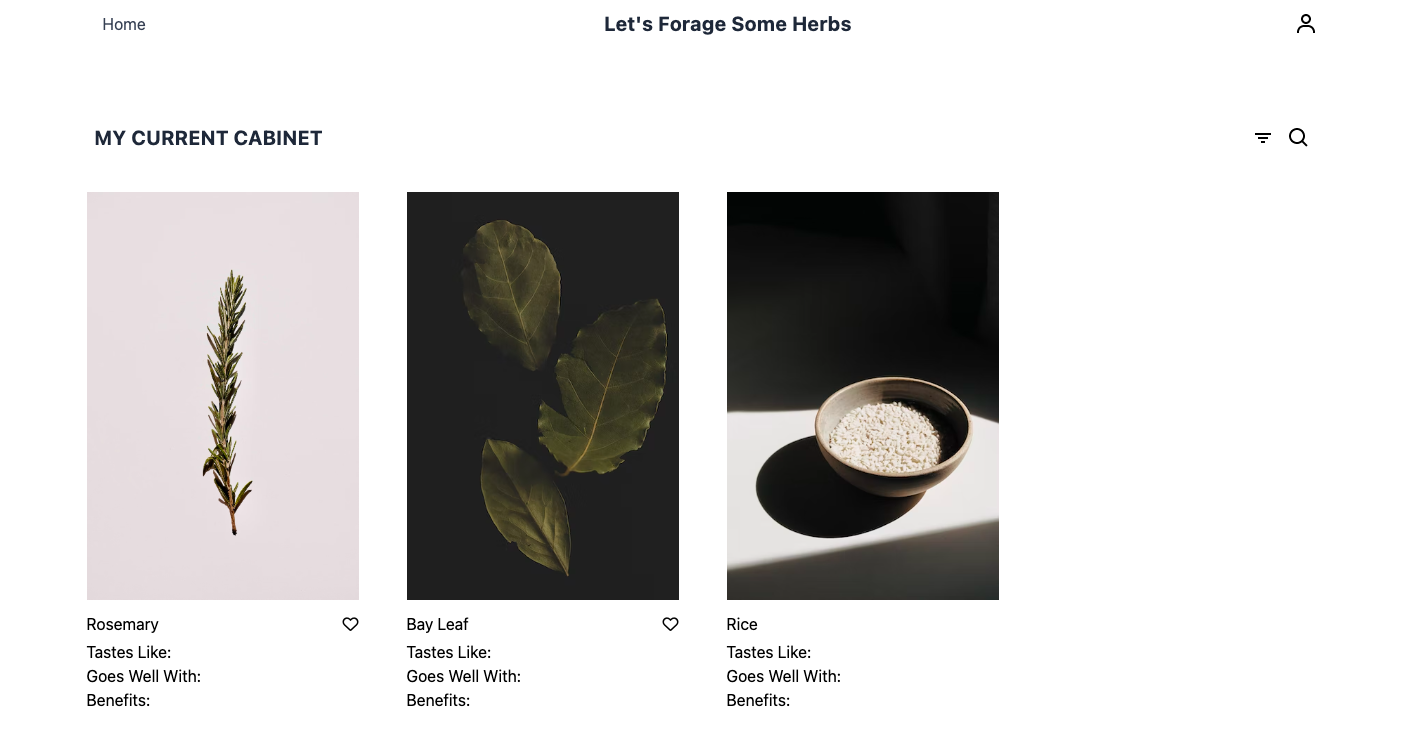 Home
Let's Forage Some Herbs
MY CURRENT CABINET
Rosemary
Tastes Like:
Goes Well With:
Benefits:
Bay Leaf
Tastes Like:
Goes Well With:
Benefits:
Rice
Tastes Like:
Goes Well With:
Benefits: